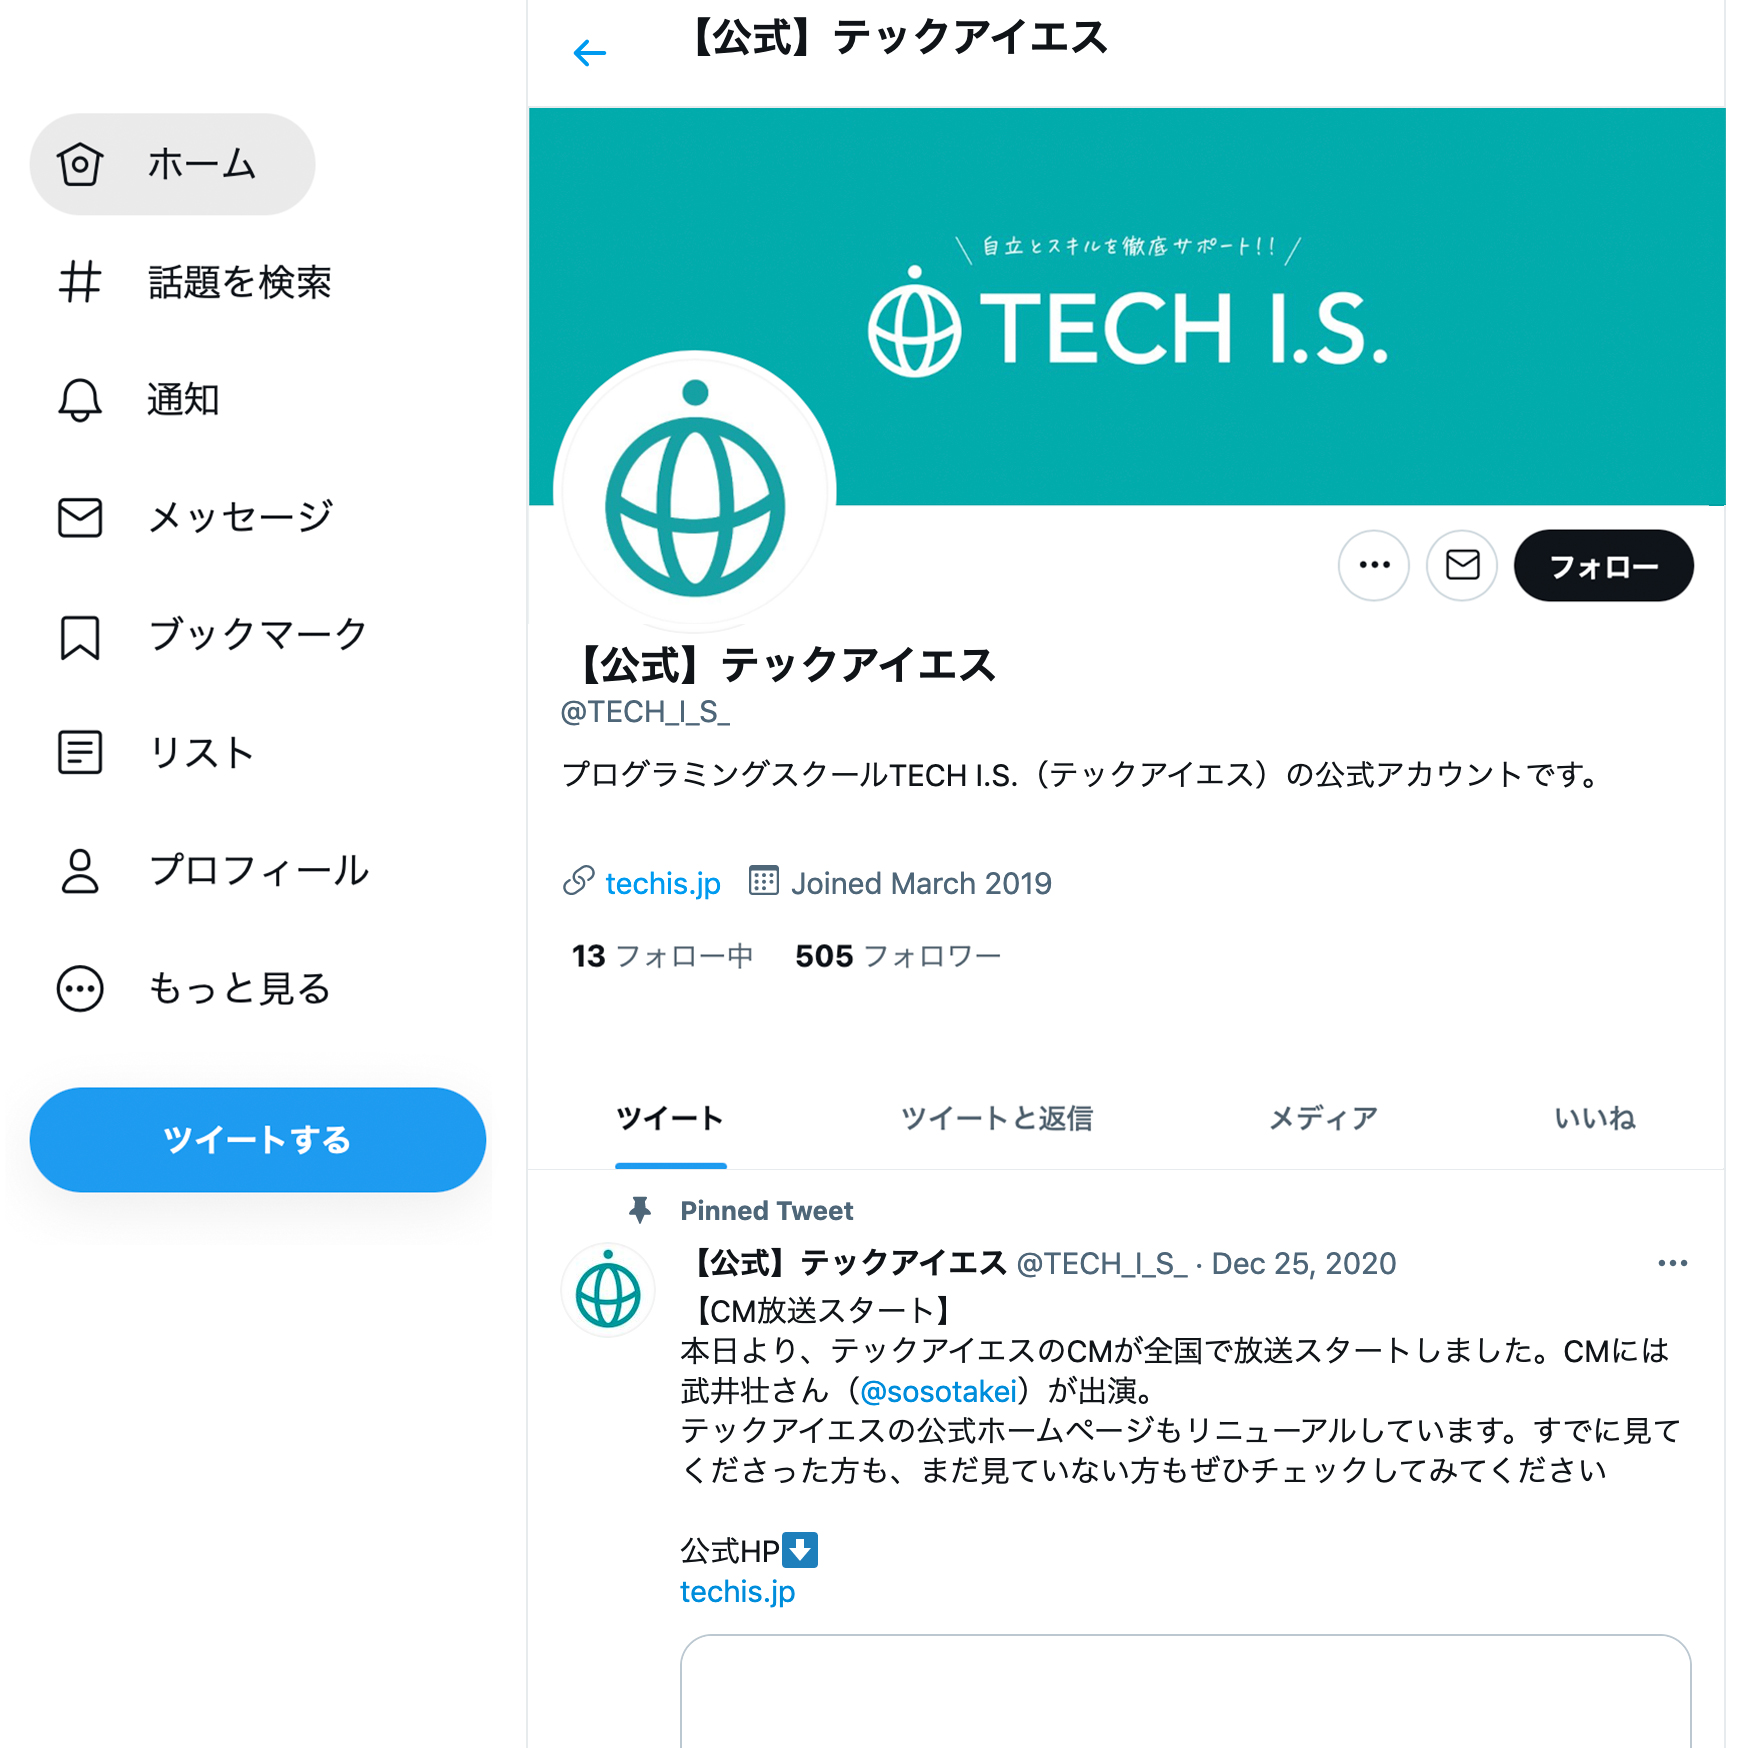 ホーム
話題を検索
通知
メッセージ
ブックマーク
リスト
プロフィール
もっと見る
ツイートする
【公式】テックアイエス
\ 自立とスキルを徹底サポート!! /
TECH I.S.
フォロー
【公式】テックアイエス
@TECH_I_S_
プログラミングスクールTECH I.S.（テックアイエス）の公式アカウントです。
techis.jp Joined March 2019
13 フォロー中 505 フォロワー
ツイート ツイートと返信 メディア いいね
Pinned Tweet
【公式】テックアイエス @TECH_I_S_ · Dec 25, 2020
【CM放送スタート】
本日より、テックアイエスのCMが全国で放送スタートしました。CMには
武井壮さん（@sosotakei）が出演。
テックアイエスの公式ホームページもリニューアルしています。すでに見て
くださった方も、まだ見ていない方もぜひチェックしてみてください
公式HP⬇️
techis.jp